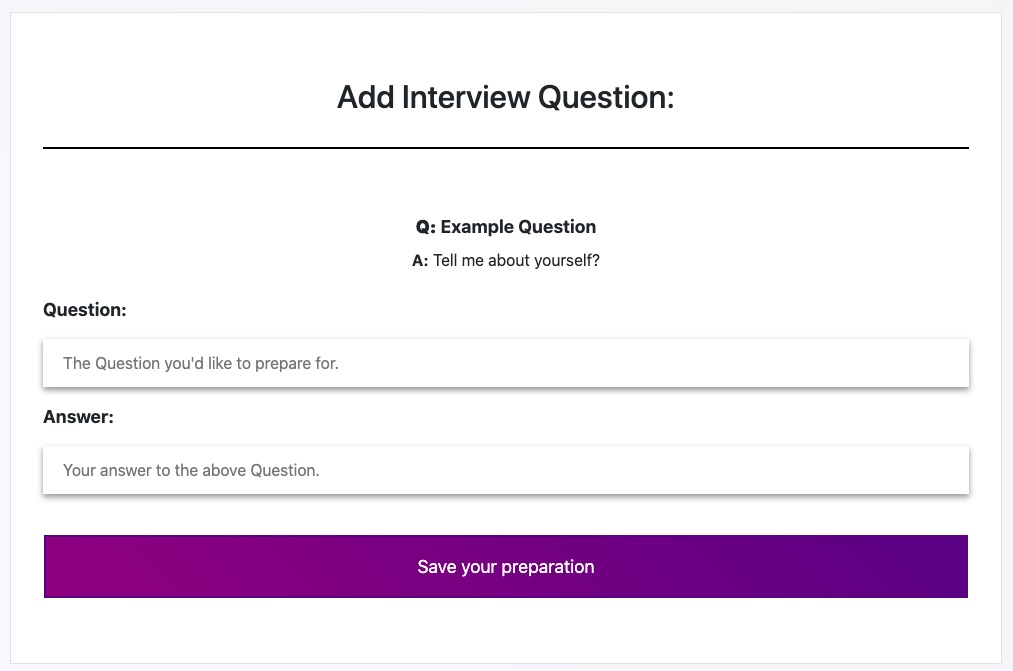 Add Interview Question:
Q: Example Question
A: Tell me about yourself?
Question:
The Question you'd like to prepare for.
Answer:
Your answer to the above Question.
Save your preparation